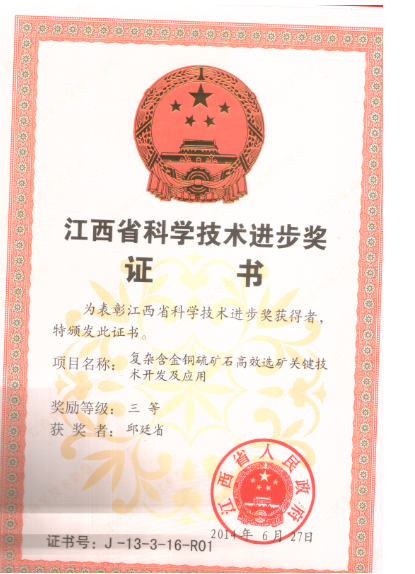 江西省科学技术进步奖
证 书
为表彰江西省科学技术进步奖获得者，
特颁发此证书。
项目名称： 复杂含金铜硫矿石高效选矿关键技
术开发及应用
奖励等级： 三 等
获 奖 者： 邱廷省
江西省人民政府
2014年 6月27日
证书号：J-13-3-16-R01